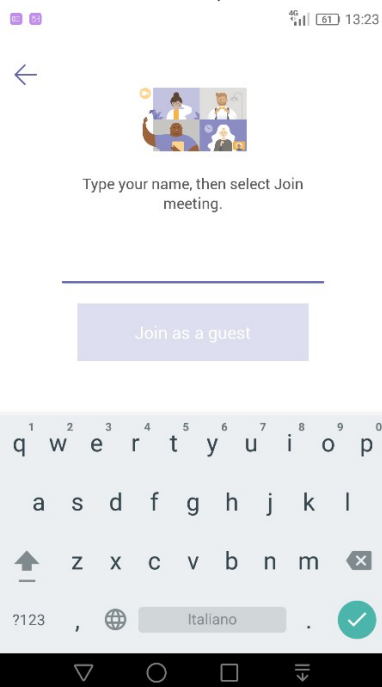 4G 61 13:23
Type your name, then select Join
meeting.
Join as a guest
1 2 3 4 5 6 7 8 9 0
q w e r t y u i o p
a s d f g h j k l
z x c v b n m
?123 , Italiano .